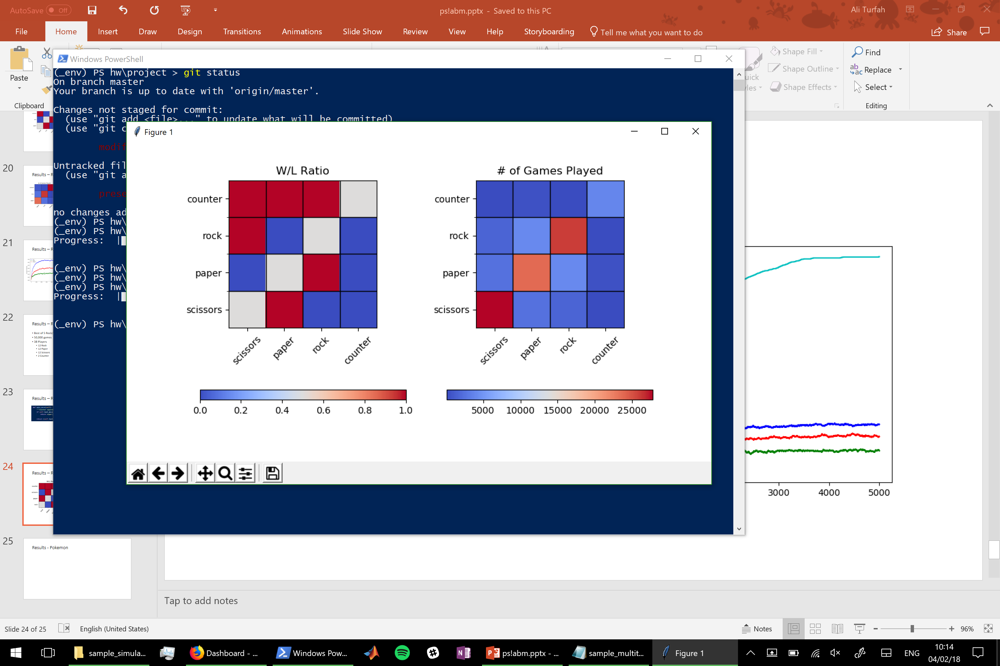 AutoSave Off
ps!abm.pptx - Saved to this PC
Ali Turfah
File Home Insert Draw Design Transitions Animations Slide Show Review View Help Storyboarding Tell me what you want to do Share
Paste
Clipboard
Shape Fill
Shape Outline
Shape Effects
Find
Replace
Select
Editing
Windows PowerShell
(_env) PS hw\project > git status
On branch master
Your branch is up to date with 'origin/master'.
Changes not staged for commit:
(use "git add <file>..." to update what will be committed)
(use "git c
modif
Untracked fil
(use "git a
prese
no changes ad
(_env) PS hw\
(_env) PS hw\
Progress: |
(_env) PS hw\
(_env) PS hw\
(_env) PS hw\
Progress: |
(_env) PS hw\
Figure 1
W/L Ratio
counter
rock
paper
scissors
scissors paper rock counter
0.0 0.2 0.4 0.6 0.8 1.0
# of Games Played
counter
rock
paper
scissors
scissors paper rock counter
5000 10000 15000 20000 25000
3000 4000 5000
20
Results – R
21
Results – R
22
Results – R
• Best of 5 Rock/
• 50,000 games
• 38 Players
• 12 Rock
• 12 Paper
• 12 Scissors
• 2 Counter
23
Results – R
24
Results – R
25
Results - Pokemon
Tap to add notes
Slide 24 of 25
English (United States)
Notes
96%
sample_simula...
Dashboard - ...
Windows Pow...
ps!abm.pptx - ...
sample_multit...
Figure 1
ENG
10:14
04/02/18